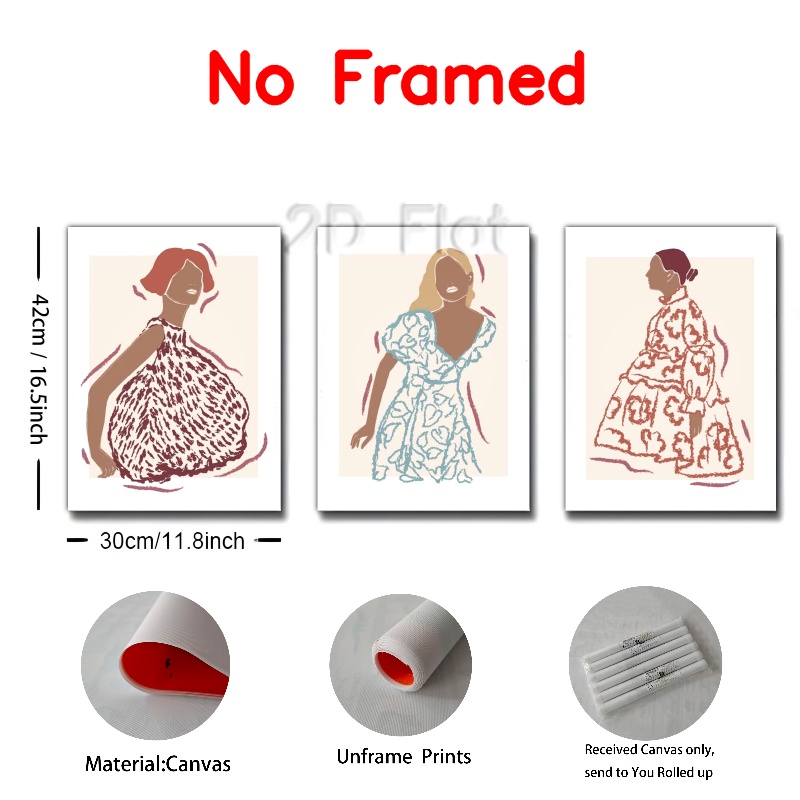 No Framed
2D Flat
42cm / 16.5inch
30cm/11.8inch
Material:Canvas
Unframe Prints
Received Canvas only,
send to You Rolled up